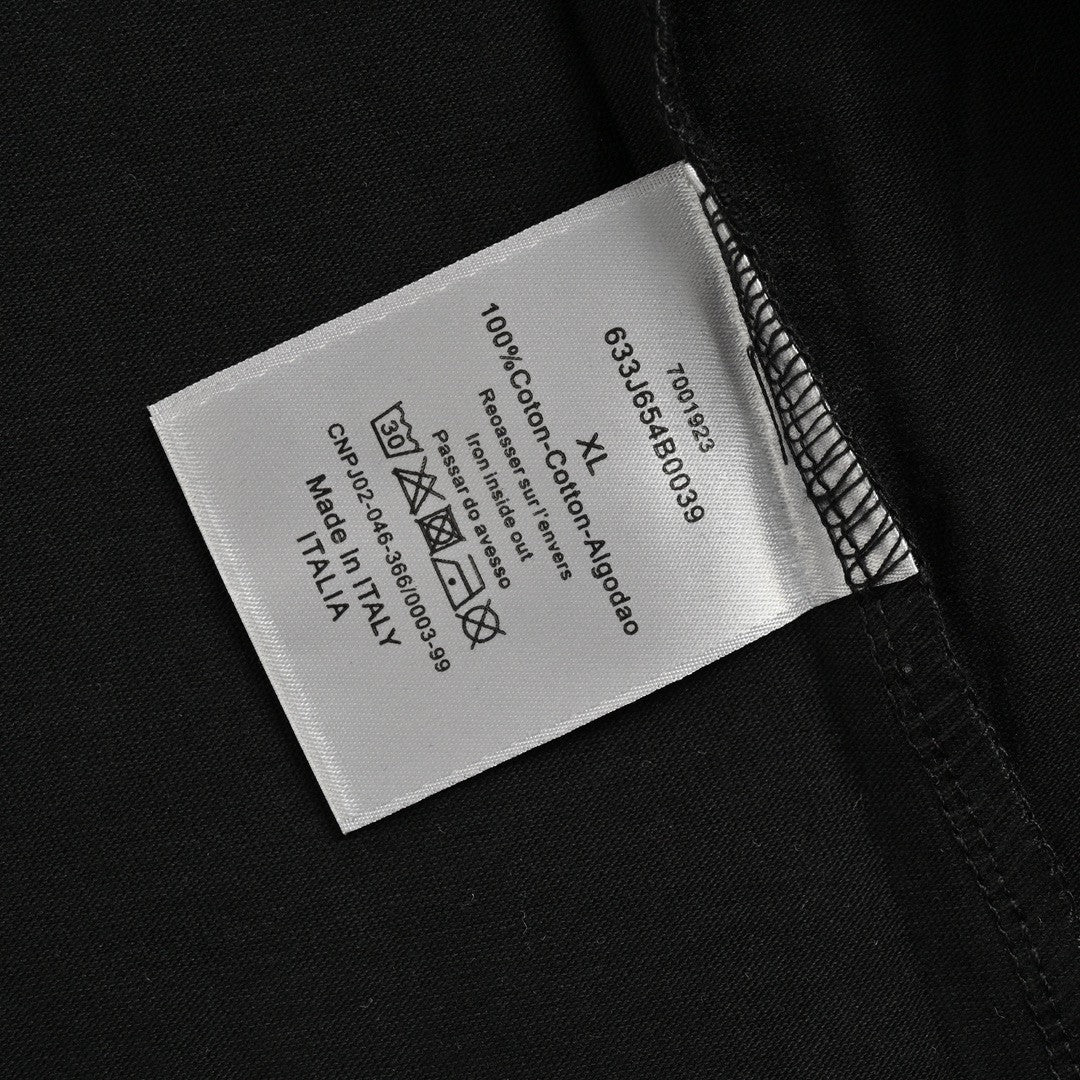 7001923
633J654B0039
XL
100%Coton-Cotton-Algodao
Reoasser sur l'envers
Iron inside out
Passar do avesso
30
CNPJ02-046-366/0003-99
Made In ITALY
ITALIA